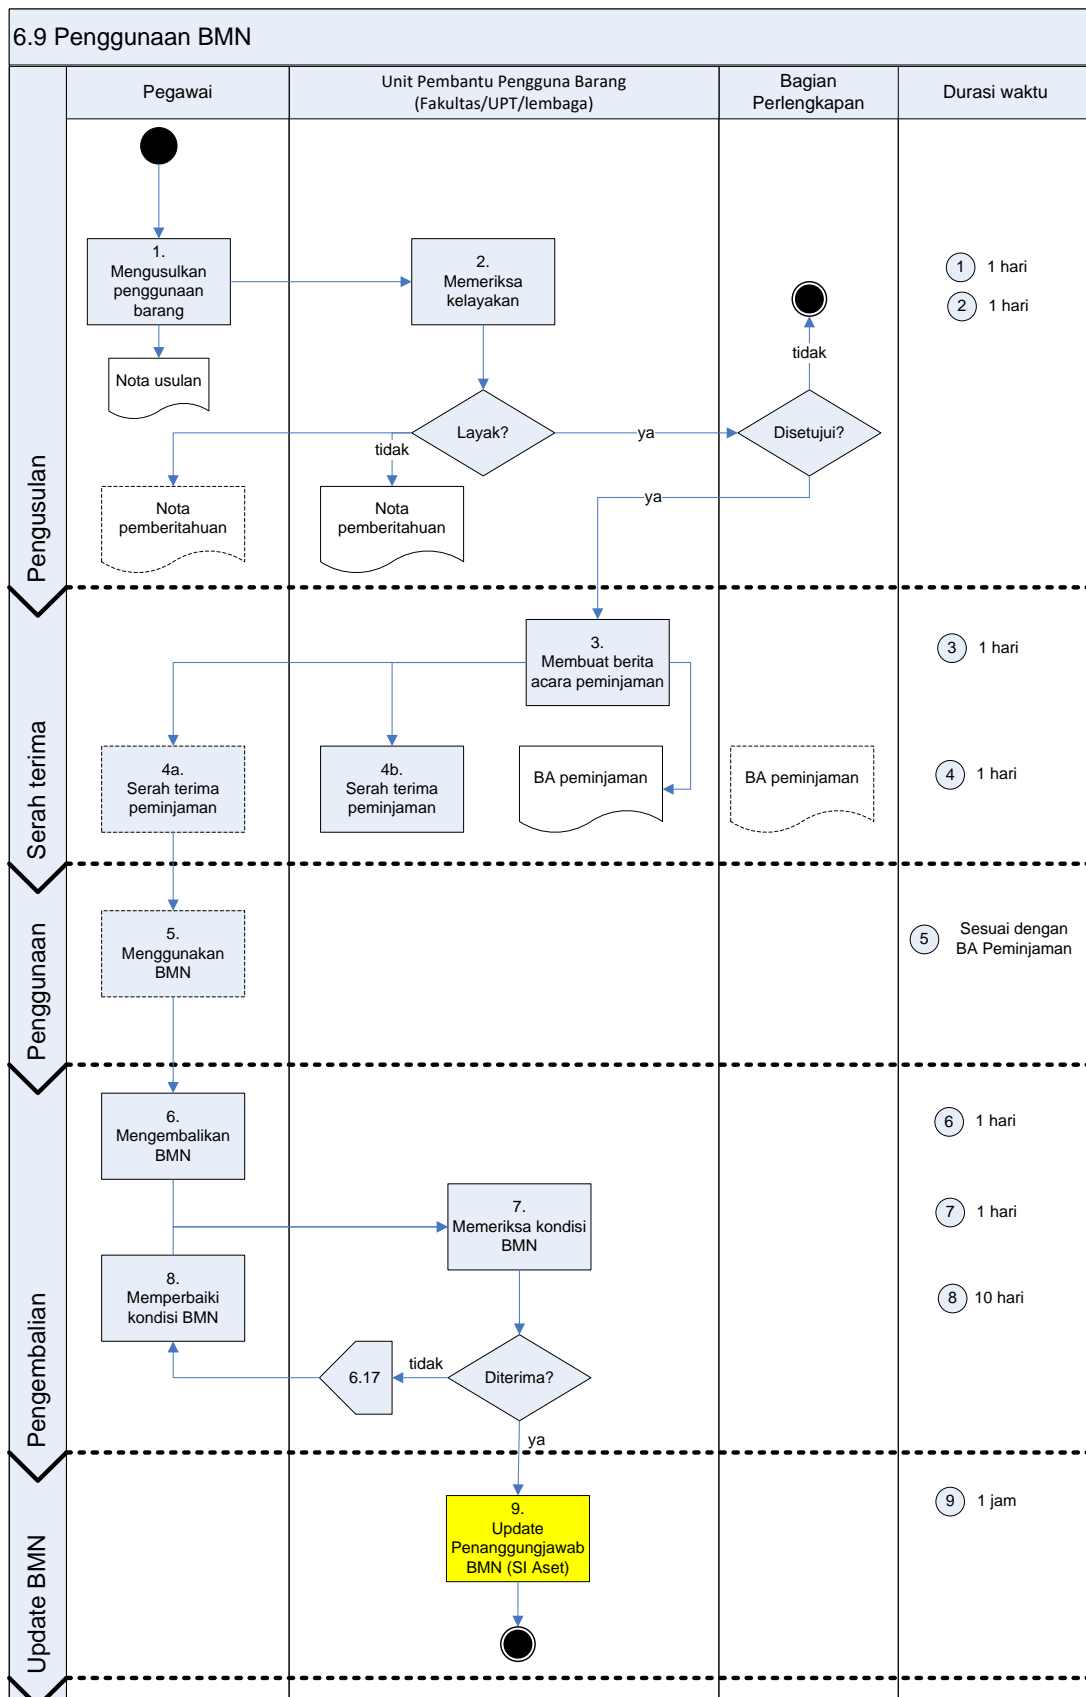 6.9 Penggunaan BMN
Pegawai
Unit Pembantu Pengguna Barang
(Fakultas/UPT/lembaga)
Bagian
Perlengkapan
Durasi waktu
Pengusulan
1.
Mengusulkan
penggunaan
barang
2.
Memeriksa
kelayakan
1 1 hari
2 1 hari
tidak
Nota usulan
Layak?
ya
Disetujui?
tidak
Nota
pemberitahuan
Nota
pemberitahuan
ya
Serah terima
3.
Membuat berita
acara peminjaman
3 1 hari
4a.
Serah terima
peminjaman
4b.
Serah terima
peminjaman
BA peminjaman
BA peminjaman
4 1 hari
Penggunaan
5.
Menggunakan
BMN
5 Sesuai dengan
BA Peminjaman
Pengembalian
6.
Mengembalikan
BMN
6 1 hari
7.
Memeriksa kondisi
BMN
7 1 hari
8.
Memperbaiki
kondisi BMN
8 10 hari
6.17
tidak
Diterima?
ya
Update BMN
9.
Update
Penanggungjawab
BMN (SI Aset)
9 1 jam